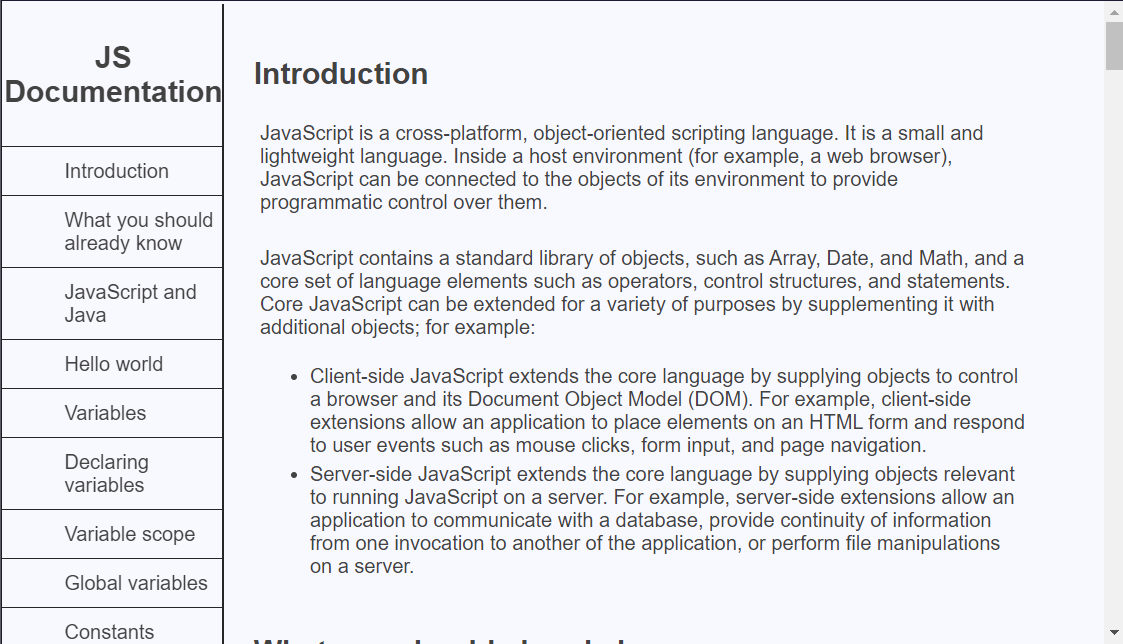 JS
Documentation
Introduction
What you should
already know
JavaScript and
Java
Hello world
Variables
Declaring
variables
Variable scope
Global variables
Constants
Introduction
JavaScript is a cross-platform, object-oriented scripting language. It is a small and
lightweight language. Inside a host environment (for example, a web browser),
JavaScript can be connected to the objects of its environment to provide
programmatic control over them.
JavaScript contains a standard library of objects, such as Array, Date, and Math, and a
core set of language elements such as operators, control structures, and statements.
Core JavaScript can be extended for a variety of purposes by supplementing it with
additional objects; for example:
• Client-side JavaScript extends the core language by supplying objects to control
a browser and its Document Object Model (DOM). For example, client-side
extensions allow an application to place elements on an HTML form and respond
to user events such as mouse clicks, form input, and page navigation.
• Server-side JavaScript extends the core language by supplying objects relevant
to running JavaScript on a server. For example, server-side extensions allow an
application to communicate with a database, provide continuity of information
from one invocation to another of the application, or perform file manipulations
on a server.